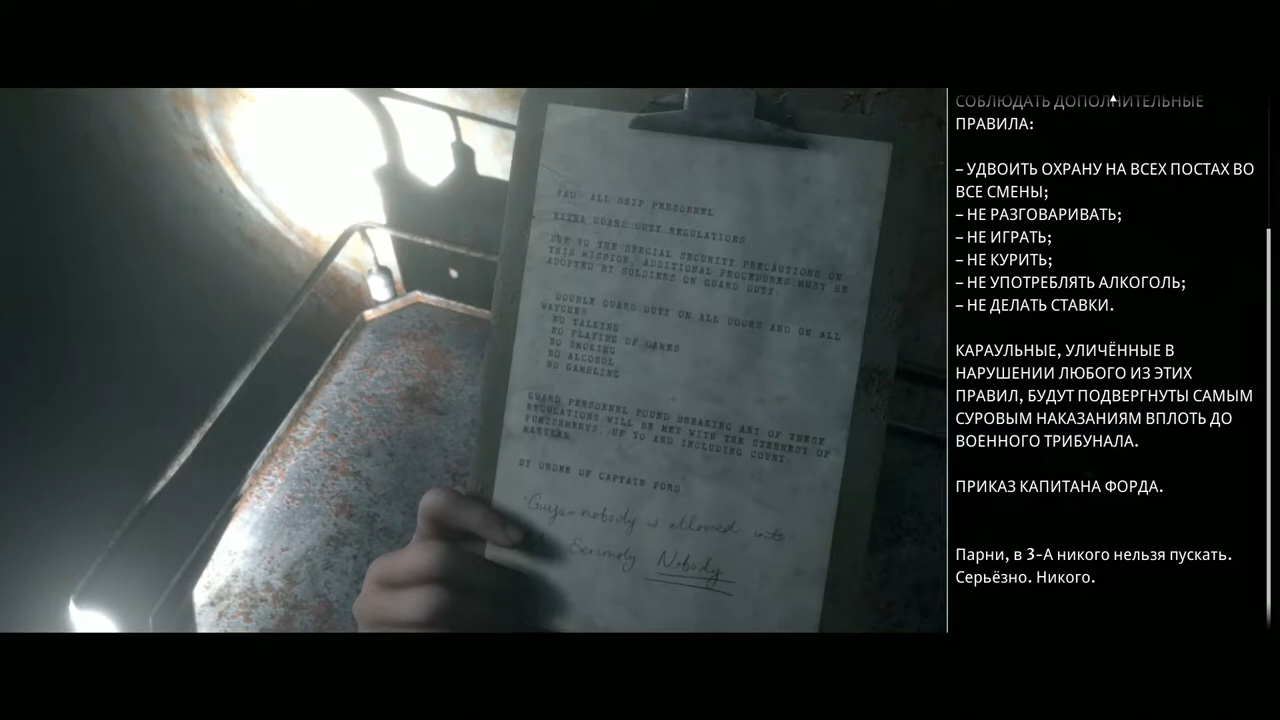 FAO: ALL SHIP PERSONNEL
EXTRA GUARD DUTY REGULATIONS
DUE TO THE SPECIAL SECURITY PRECAUTIONS ON
THIS MISSION, ADDITIONAL PROCEDURES MUST BE
ADOPTED BY SOLDIERS ON GUARD DUTY:
DOUBLE GUARD DUTY ON ALL DOORS AND ON ALL
WATCHES
NO TALKING
NO PLAYING OF GAMES
NO SMOKING
NO ALCOHOL
NO GAMBLING
GUARD PERSONNEL FOUND BREAKING ANY OF THESE
REGULATIONS WILL BE MET WITH THE STERNEST OF
PUNISHMENTS, UP TO AND INCLUDING COURT
MARTIAL
BY ORDER OF CAPTAIN FORD
Guys - nobody is allowed into
Seriously Nobody
СОБЛЮДАТЬ ДОПОЛНИТЕЛЬНЫЕ
ПРАВИЛА:
– УДВОИТЬ ОХРАНУ НА ВСЕХ ПОСТАХ ВО
ВСЕ СМЕНЫ;
– НЕ РАЗГОВАРИВАТЬ;
– НЕ ИГРАТЬ;
– НЕ КУРИТЬ;
– НЕ УПОТРЕБЛЯТЬ АЛКОГОЛЬ;
– НЕ ДЕЛАТЬ СТАВКИ.
КАРАУЛЬНЫЕ, УЛИЧЁННЫЕ В
НАРУШЕНИИ ЛЮБОГО ИЗ ЭТИХ
ПРАВИЛ, БУДУТ ПОДВЕРГНУТЫ САМЫМ
СУРОВЫМ НАКАЗАНИЯМ ВПЛОТЬ ДО
ВОЕННОГО ТРИБУНАЛА.
ПРИКАЗ КАПИТАНА ФОРДА.
Парни, в 3-А никого нельзя пускать.
Серьёзно. Никого.